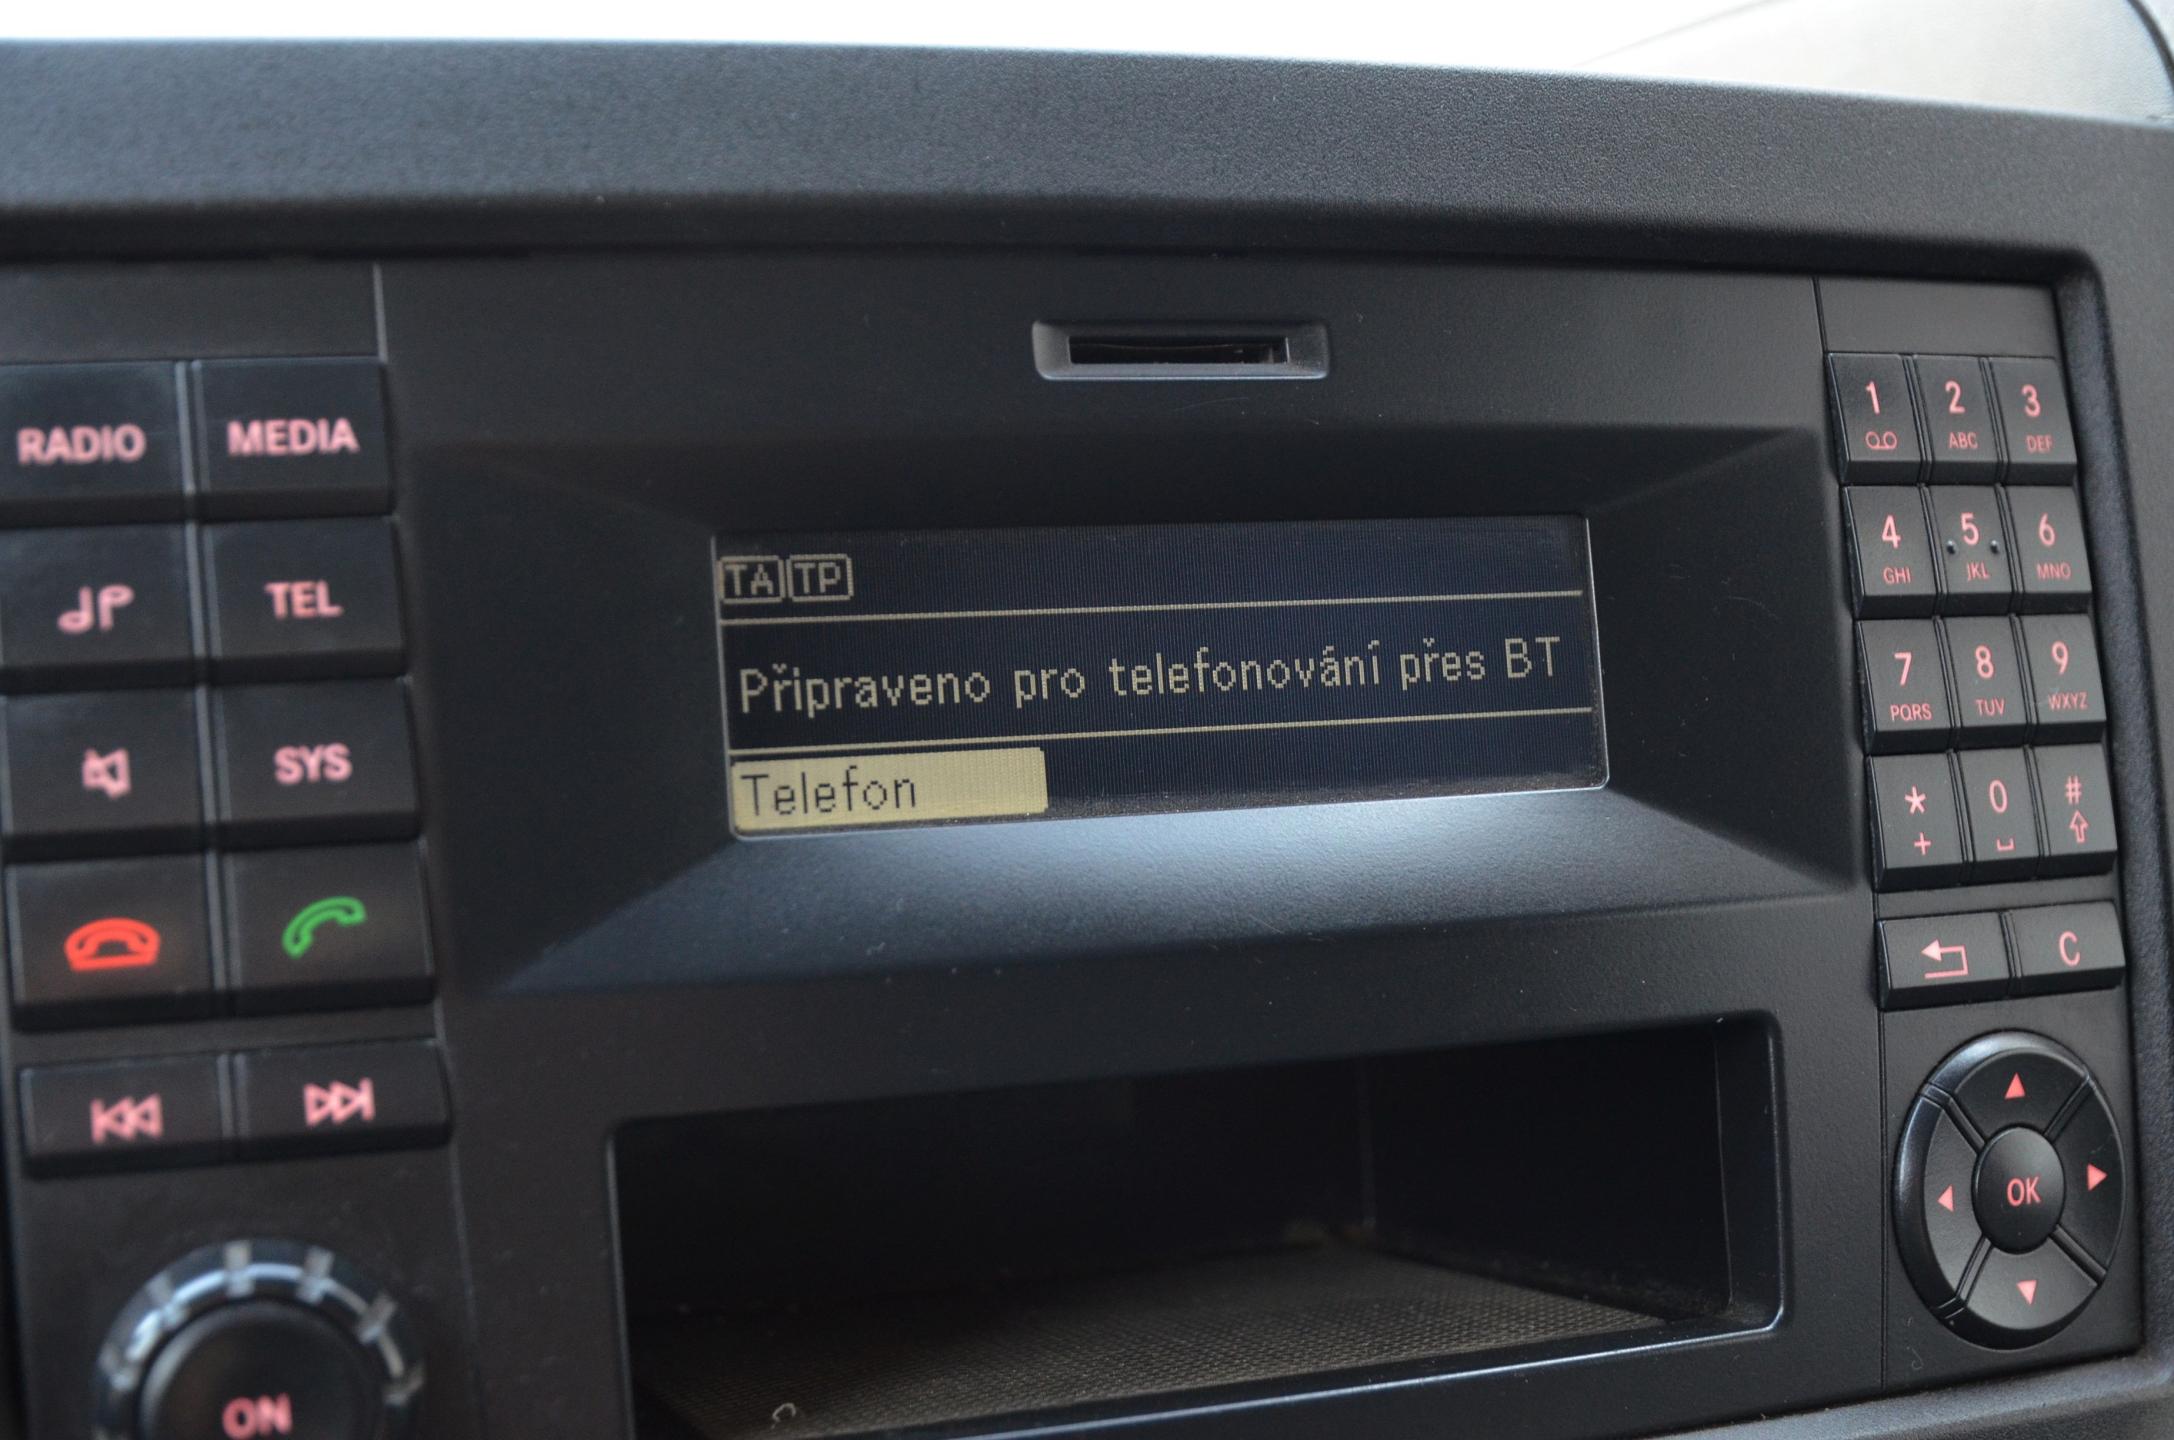 RADIO MEDIA
TEL
SYS
ON
TA TP
Připraveno pro telefonování přes BT
Telefon
1 2 3
ABC DEF
4 5 6
GHI JKL MNO
7 8 9
PQRS TUV WXYZ
* 0 #
+
C
OK